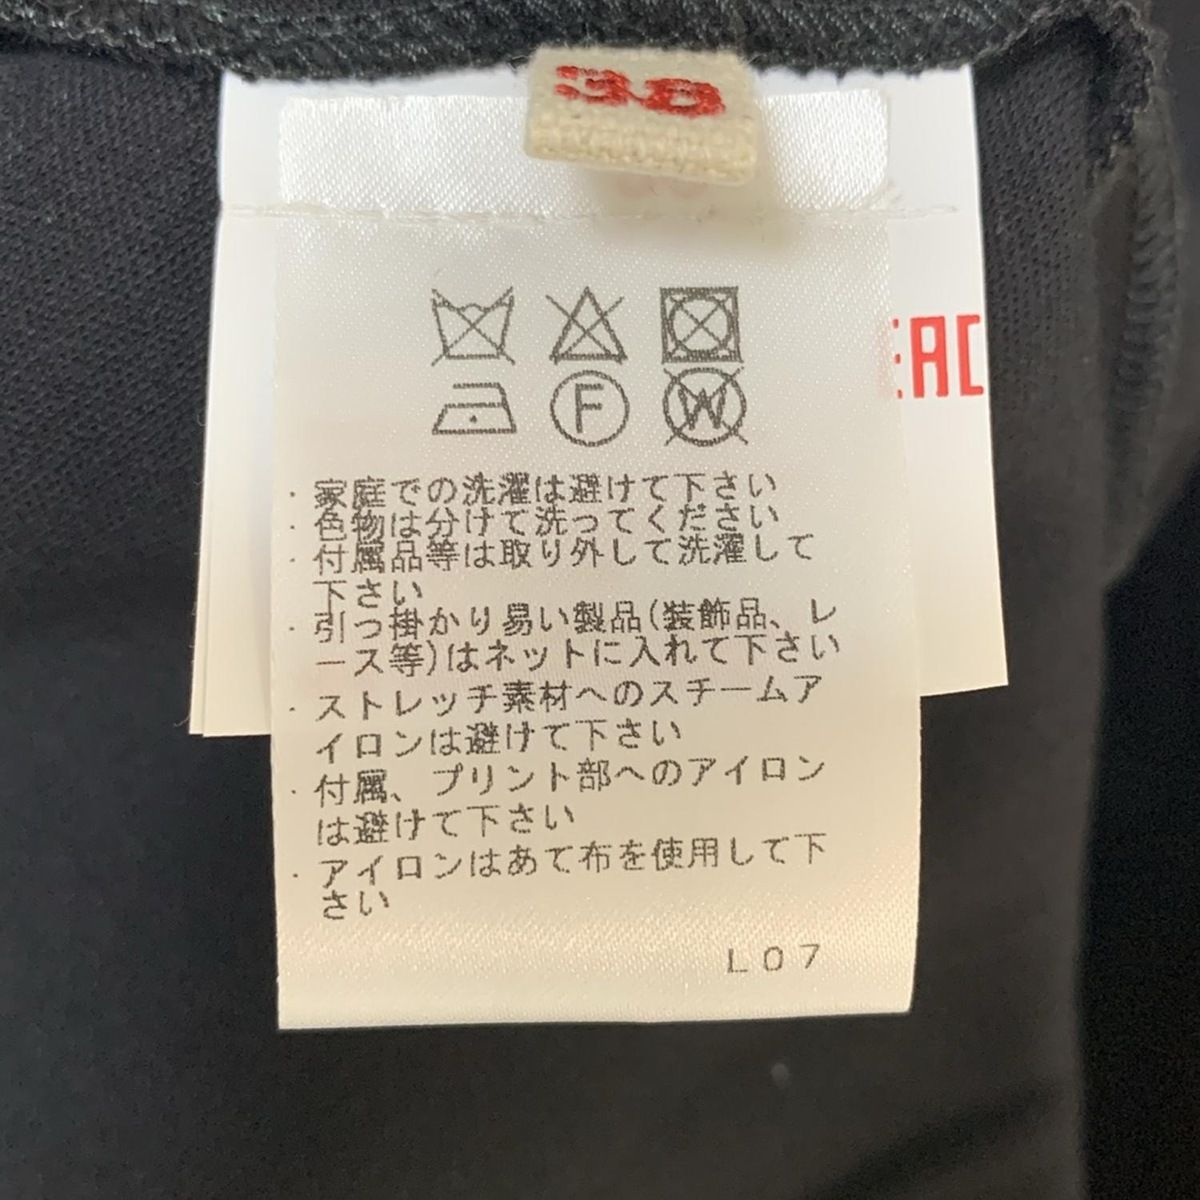 38
EAC
F
W
・家庭での洗濯は避けて下さい
・色物は分けて洗ってください
・付属品等は取り外して洗濯して
下さい
・引っ掛かり易い製品(装飾品、レ
ース等)はネットに入れて下さい
・ストレッチ素材へのスチームア
イロンは避けて下さい
・付属、プリント部へのアイロン
は避けて下さい
・アイロンはあて布を使用して下
さい
L07